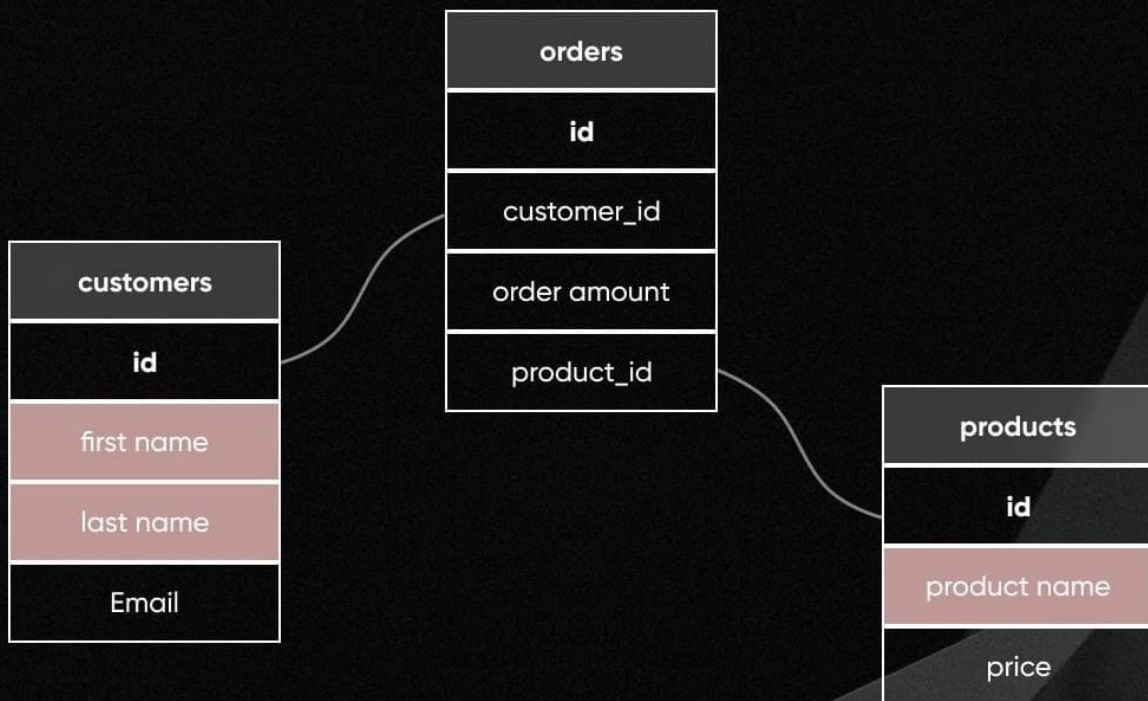 orders
id
customer_id
order amount
product_id
customers
id
first name
last name
Email
products
id
product name
price